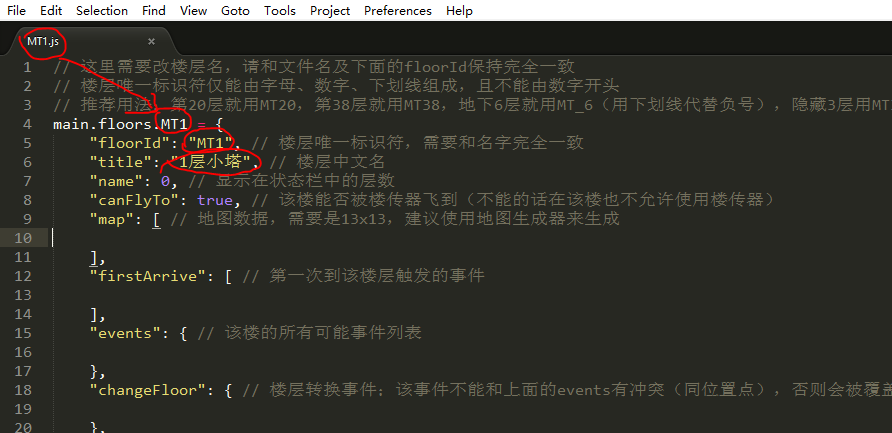 File Edit Selection Find View Goto Tools Project Preferences Help
MT1.js ×
1 // 这里需要改楼层名，请和文件名及下面的floorId保持完全一致
2 // 楼层唯一标识符仅能由字母、数字、下划线组成，且不能由数字开头
3 // 推荐用法：第20层就用MT20，第38层就用MT38，地下6层就用MT_6（用下划线代替负号），隐藏3层用MT
4 main.floors.MT1 = {
5 "floorId": "MT1", // 楼层唯一标识符，需要和名字完全一致
6 "title": "1层小塔", // 楼层中文名
7 "name": 0, // 显示在状态栏中的层数
8 "canFlyTo": true, // 该楼能否被楼传器飞到（不能的话在该楼也不允许使用楼传器）
9 "map": [ // 地图数据，需要是13x13，建议使用地图生成器来生成
10
11 ],
12 "firstArrive": [ // 第一次到该楼层触发的事件
13
14 ],
15 "events": { // 该楼的所有可能事件列表
16
17 },
18 "changeFloor": { // 楼层转换事件；该事件不能和上面的events有冲突（同位置点），否则会被覆盖
19
20 },